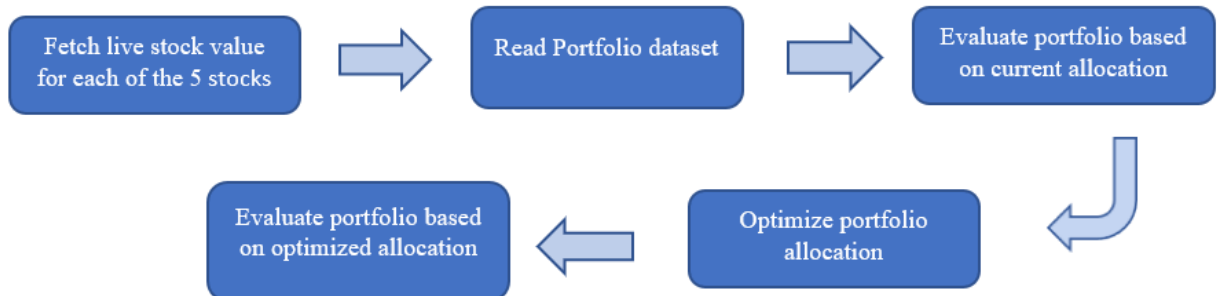 Fetch live stock value
for each of the 5 stocks
Read Portfolio dataset
Evaluate portfolio based
on current allocation
Optimize portfolio
allocation
Evaluate portfolio based
on optimized allocation